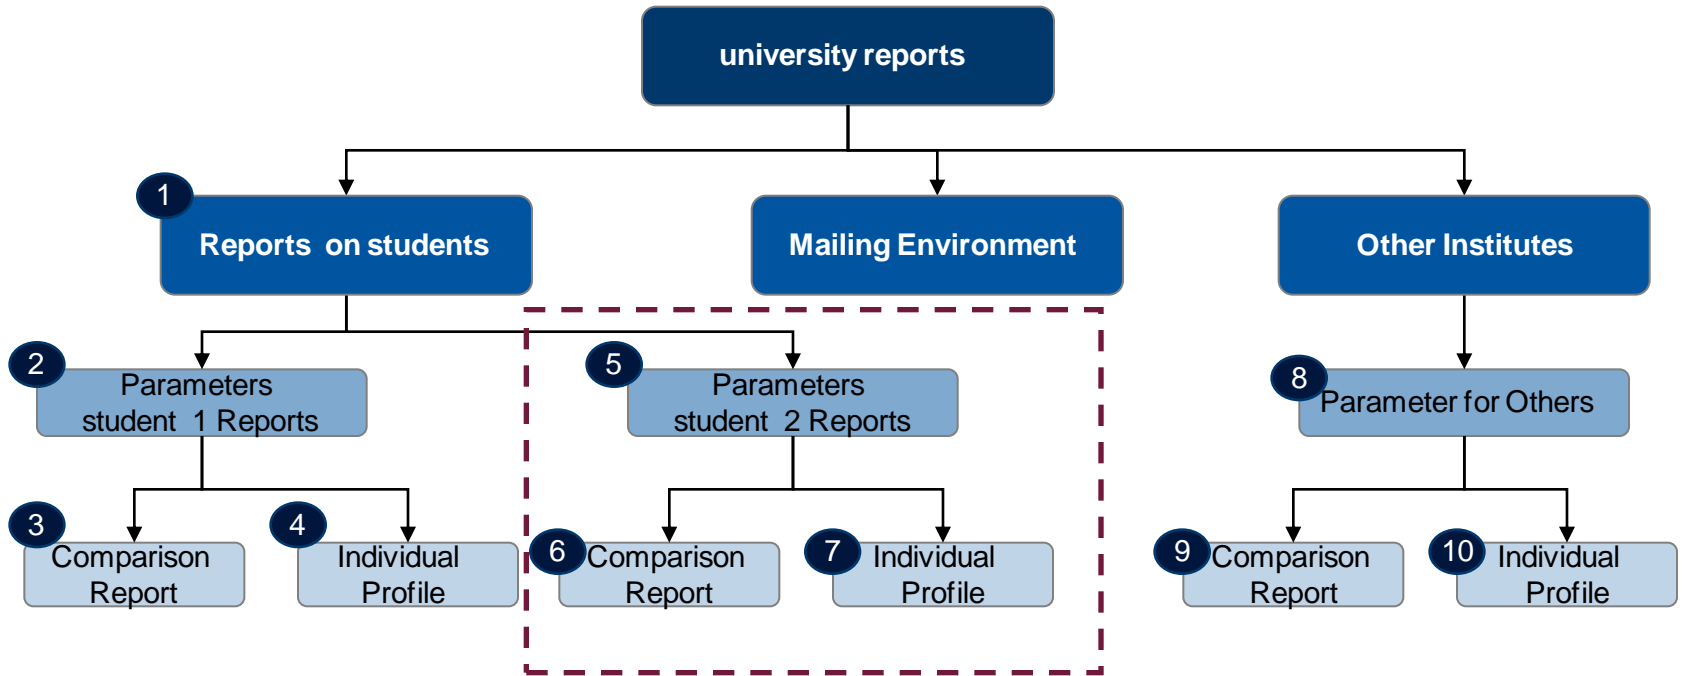 university reports
1
Reports on students
Mailing Environment
Other Institutes
2
Parameters
student 1 Reports
5
Parameters
student 2 Reports
8
Parameter for Others
3
Comparison
Report
4
Individual
Profile
6
Comparison
Report
7
Individual
Profile
9
Comparison
Report
10
Individual
Profile